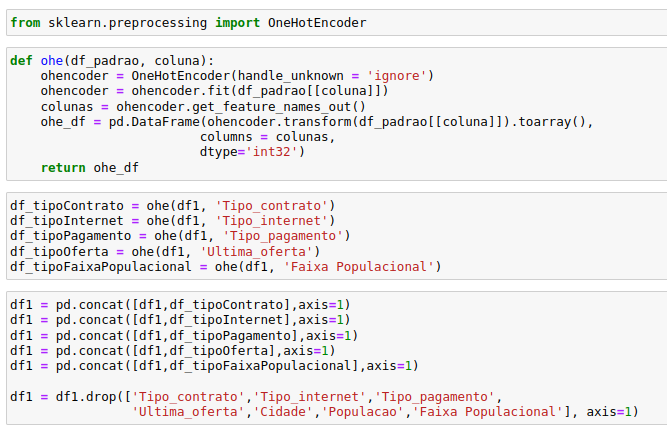 from sklearn.preprocessing import OneHotEncoder
def ohe(df_padrao, coluna):
    ohencoder = OneHotEncoder(handle_unknown = 'ignore')
    ohencoder = ohencoder.fit(df_padrao[[coluna]])
    colunas = ohencoder.get_feature_names_out()
    ohe_df = pd.DataFrame(ohencoder.transform(df_padrao[[coluna]]).toarray(),
                         columns = colunas,
                         dtype='int32')
    return ohe_df
df_tipoContrato = ohe(df1, 'Tipo_contrato')
df_tipoInternet = ohe(df1, 'Tipo_internet')
df_tipoPagamento = ohe(df1, 'Tipo_pagamento')
df_tipoOferta = ohe(df1, 'Ultima_oferta')
df_tipoFaixaPopulacional = ohe(df1, 'Faixa Populacional')
df1 = pd.concat([df1,df_tipoContrato],axis=1)
df1 = pd.concat([df1,df_tipoInternet],axis=1)
df1 = pd.concat([df1,df_tipoPagamento],axis=1)
df1 = pd.concat([df1,df_tipoOferta],axis=1)
df1 = pd.concat([df1,df_tipoFaixaPopulacional],axis=1)
df1 = df1.drop(['Tipo_contrato','Tipo_internet','Tipo_pagamento',
                'Ultima_oferta','Cidade','Populacao','Faixa Populacional'], axis=1)